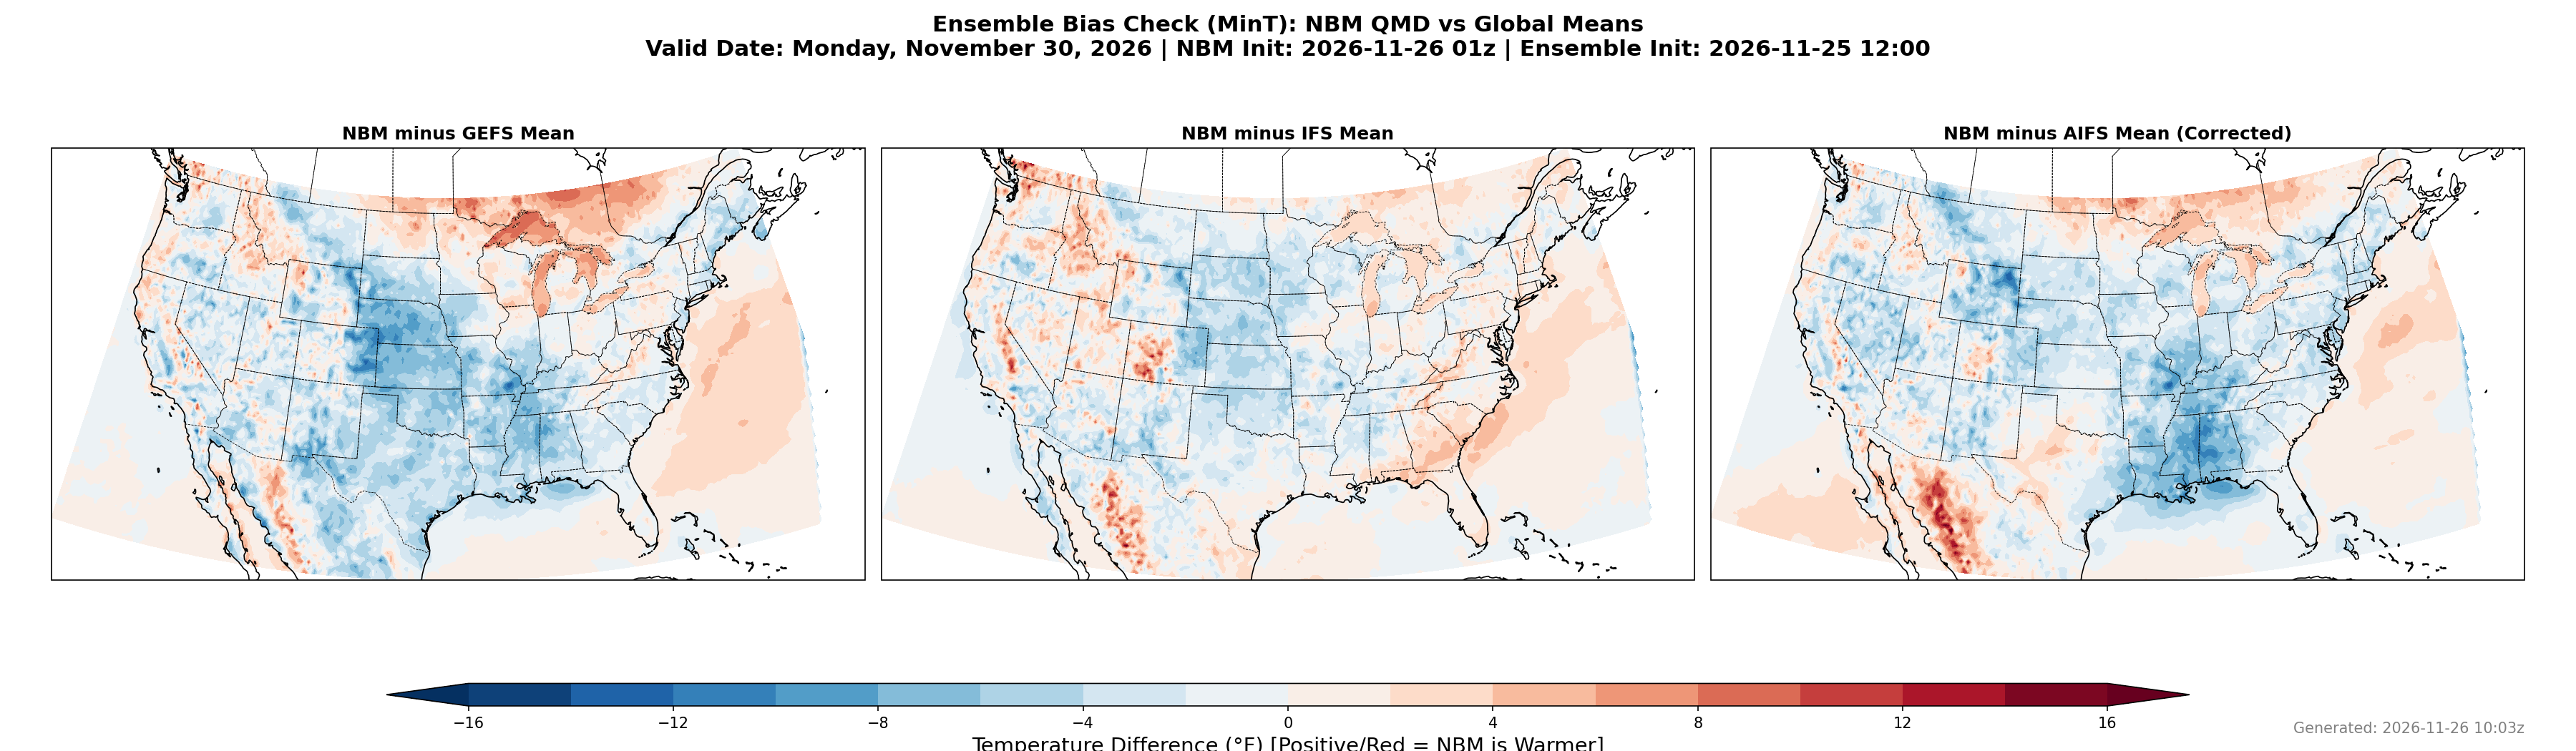 Ensemble Bias Check (MinT): NBM QMD vs Global Means
Valid Date: Monday, November 30, 2026 | NBM Init: 2026-11-26 01z | Ensemble Init: 2026-11-25 12:00
NBM minus GEFS Mean
NBM minus IFS Mean
NBM minus AIFS Mean (Corrected)
−16 −12 −8 −4 0 4 8 12 16
Temperature Difference (°F) [Positive/Red = NBM is Warmer]
Generated: 2026-11-26 10:03z